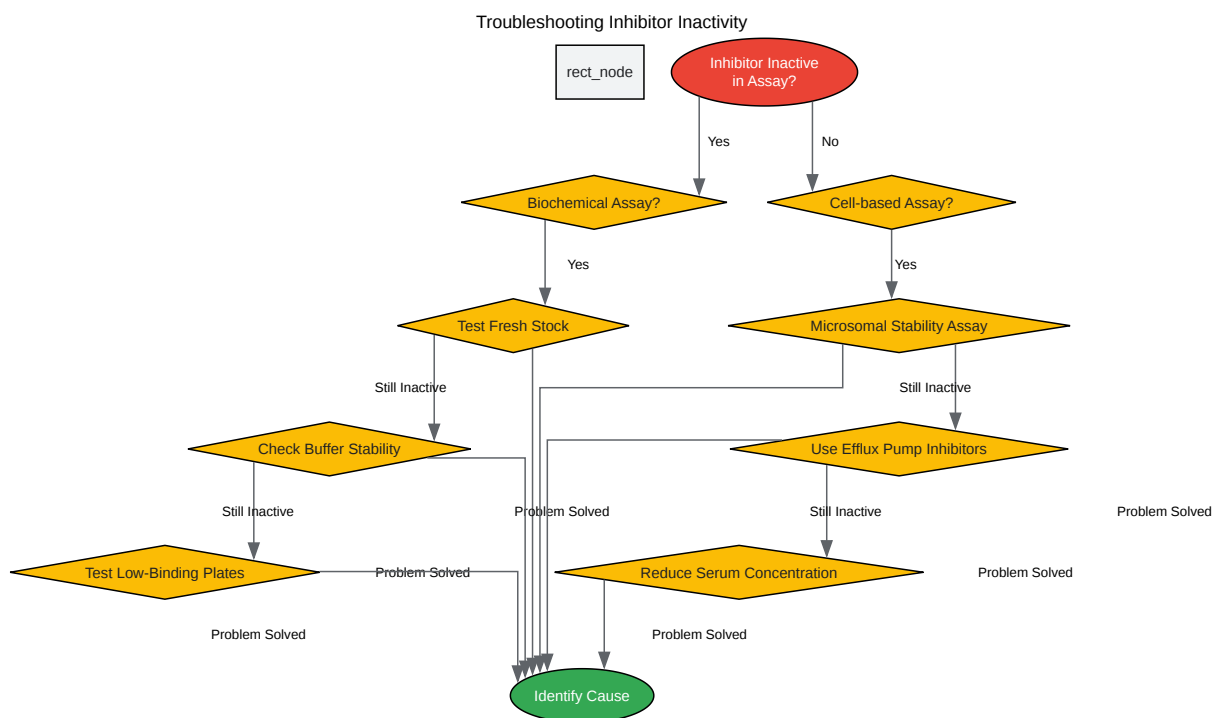 Troubleshooting Inhibitor Inactivity
rect_node
Inhibitor Inactive
in Assay?
Yes
No
Biochemical Assay?
Cell-based Assay?
Yes
Yes
Test Fresh Stock
Microsomal Stability Assay
Still Inactive
Still Inactive
Check Buffer Stability
Use Efflux Pump Inhibitors
Still Inactive
Problem Solved
Still Inactive
Problem Solved
Test Low-Binding Plates
Problem Solved
Reduce Serum Concentration
Problem Solved
Problem Solved
Problem Solved
Identify Cause